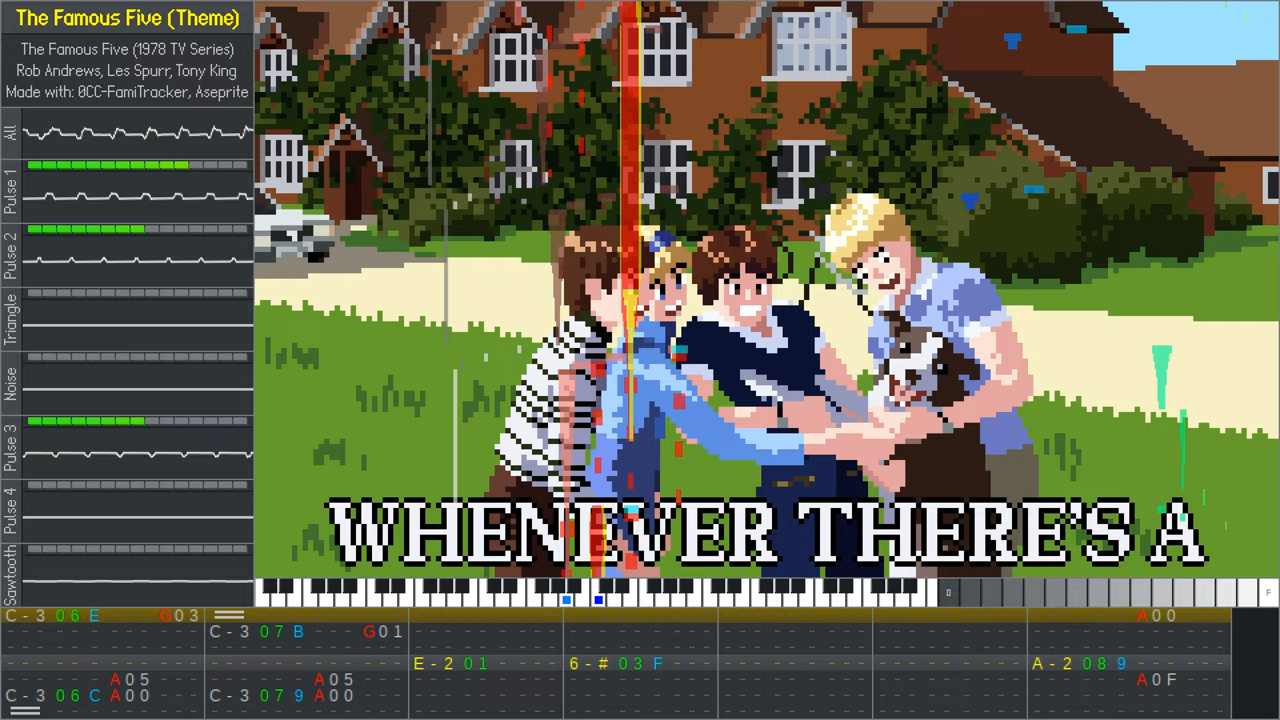 The Famous Five (Theme)
The Famous Five (1978 TV Series)
Rob Andrews, Les Spurr, Tony King
Made with: 0CC-FamiTracker, Aseprite
All
Pulse 1
Pulse 2
Triangle
Noise
Pulse 3
Pulse 4
Sawtooth
WHENEVER THERE'S A
0 F
C-3 06 E G03 A00
C-3 07 B G01
E-2 01 6-# 03 F A-2 08 9
A05 A05 A0F
C-3 06 C A00 C-3 07 9 A00